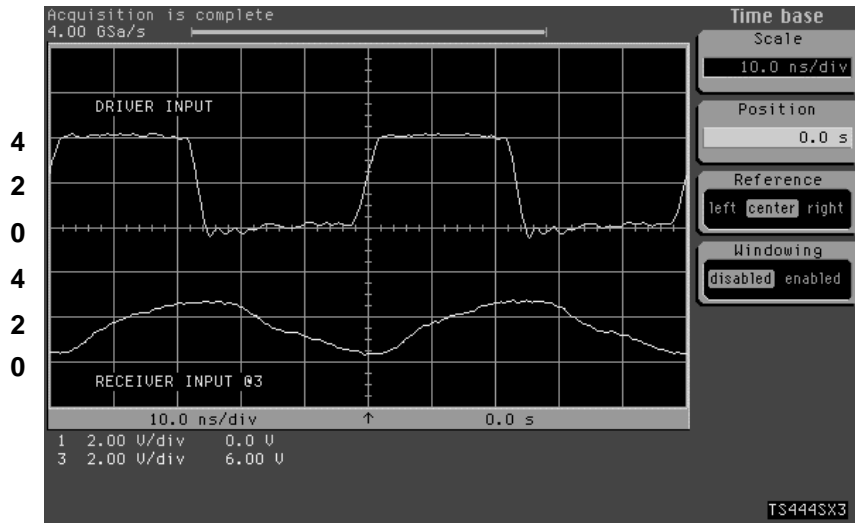 Acquisition is complete
4.00 GSa/s
Time base
Scale
10.0 ns/div
Position
0.0 s
Reference
left center right
Windowing
disabled enabled
DRIVER INPUT
4
2
0
4
2
0
RECEIVER INPUT @3
10.0 ns/div ↑ 0.0 s
1 2.00 V/div 0.0 V
3 2.00 V/div 6.00 V
TS444SX3